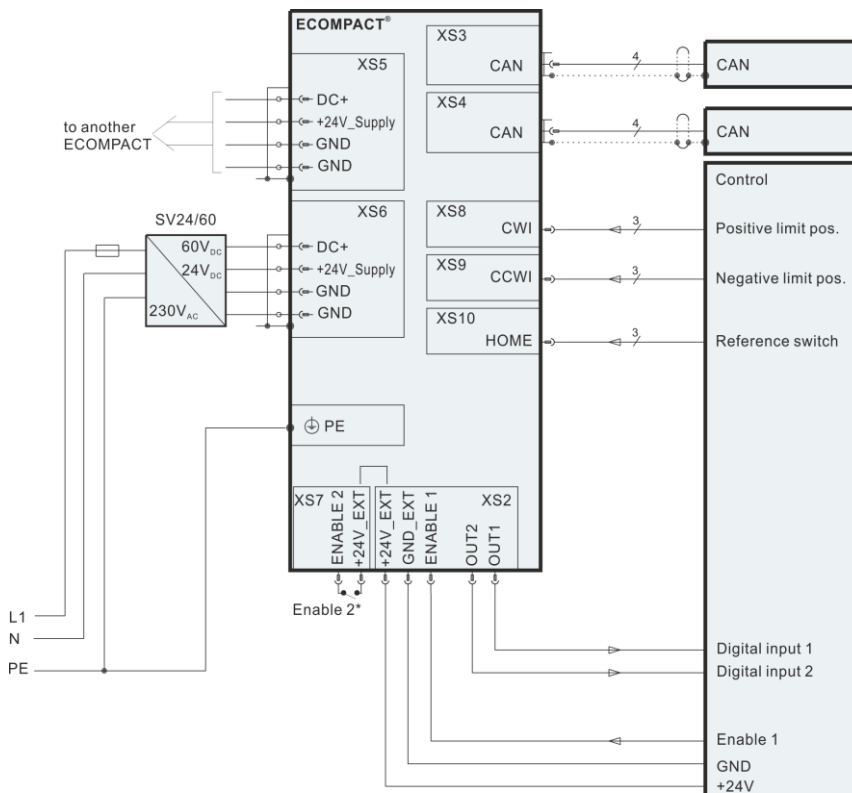 ECOMPACT®
XS5
DC+
+24V_Supply
GND
GND
to another
ECOMPACT
XS3
CAN
4
CAN
XS4
CAN
4
CAN
Control
SV24/60
60VDC
24VDC
230VAC
XS6
DC+
+24V_Supply
GND
GND
XS8
CWI
3
Positive limit pos.
XS9
CCWI
3
Negative limit pos.
XS10
HOME
3
Reference switch
PE
XS7
ENABLE 2
+24V_EXT
+24V_EXT
GND_EXT
ENABLE 1
OUT2
OUT1
XS2
Enable 2*
L1
N
PE
Digital input 1
Digital input 2
Enable 1
GND
+24V